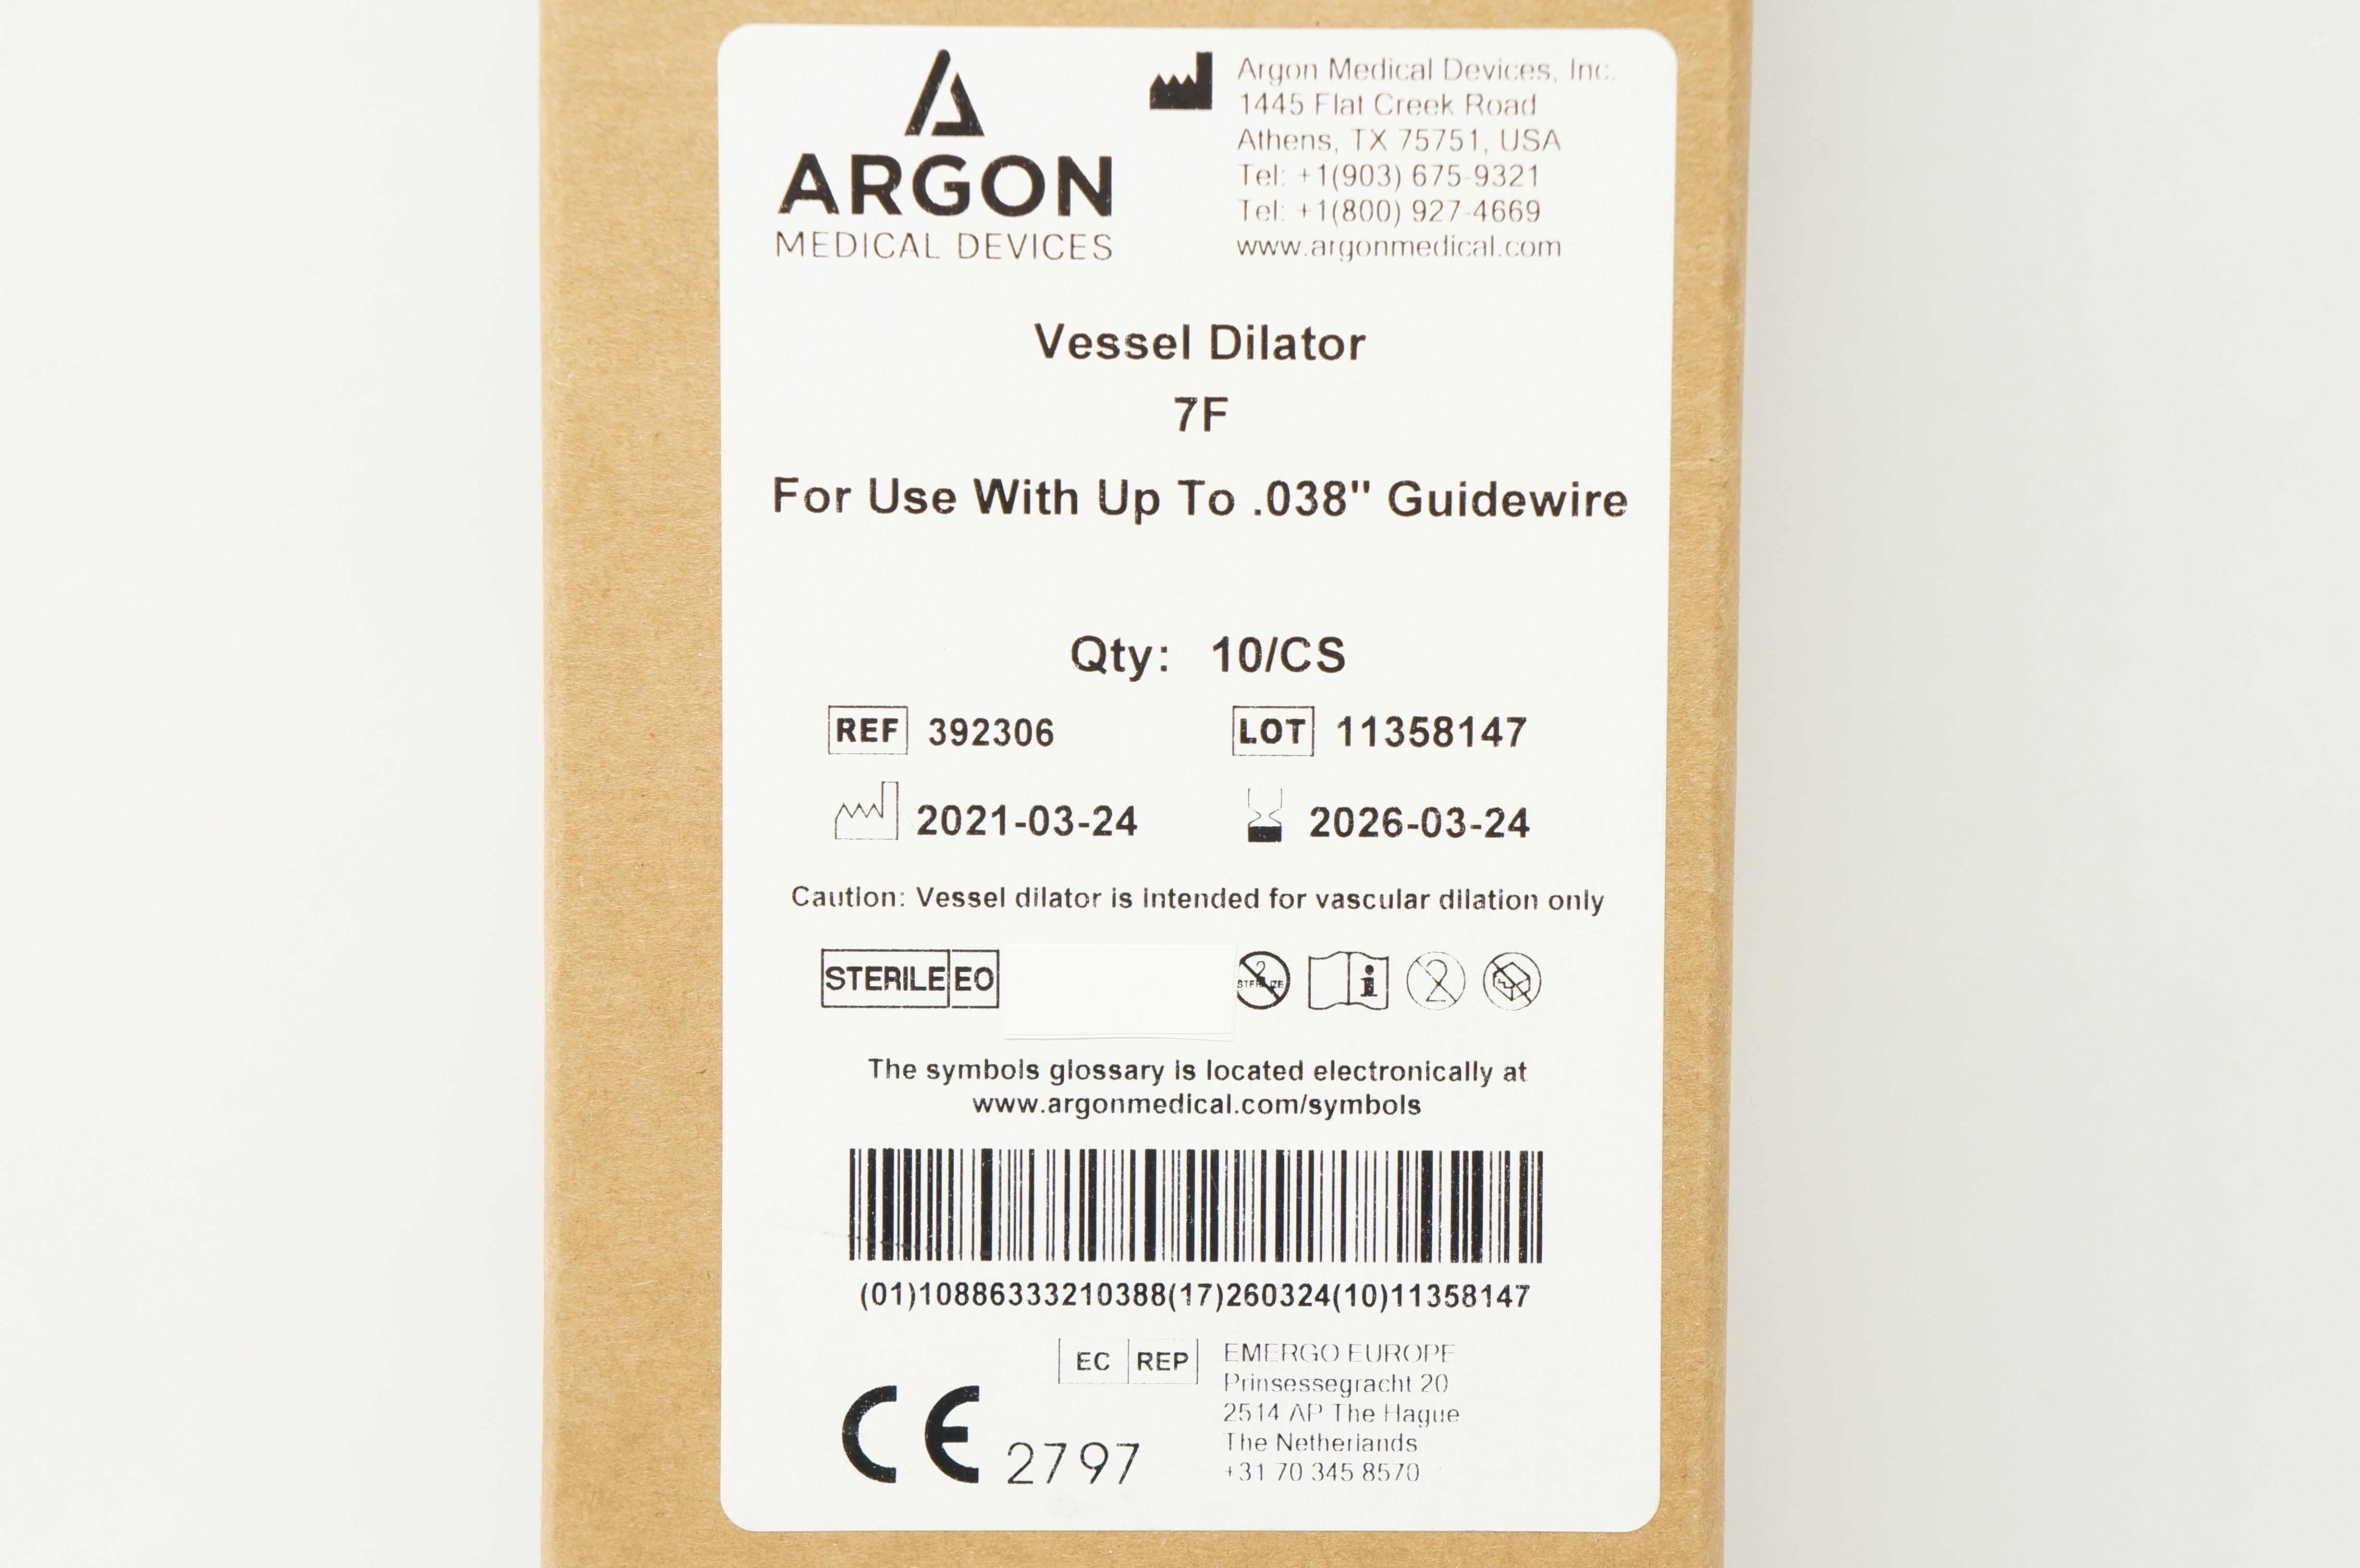 ARGON
MEDICAL DEVICES
Argon Medical Devices, Inc.
1445 Flat Creek Road
Athens, TX 75751, USA
Tel: +1(903) 675-9321
Tel: +1(800) 927-4669
www.argonmedical.com
Vessel Dilator
7F
For Use With Up To .038" Guidewire
Qty: 10/CS
REF 392306
LOT 11358147
2021-03-24
2026-03-24
Caution: Vessel dilator is intended for vascular dilation only
STERILE EO
2
STERILIZE
i
2
The symbols glossary is located electronically at
www.argonmedical.com/symbols
(01)10886333210388(17)260324(10)11358147
EC REP
EMERGO EUROPE
Prinsessegracht 20
2514 AP The Hague
The Netherlands
+31 70 345 8570
CE 2797